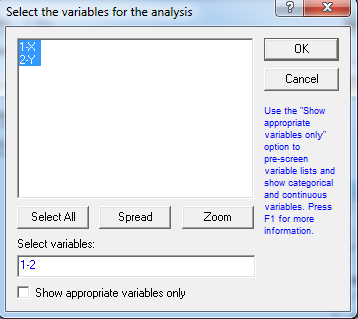 Select the variables for the analysis
1-X
2-Y
OK
Cancel
Use the "Show
appropriate
variables only"
option to
pre-screen
variable lists and
show categorical
and continuous
variables. Press
F1 for more
information.
Select All
Spread
Zoom
Select variables:
1-2
Show appropriate variables only